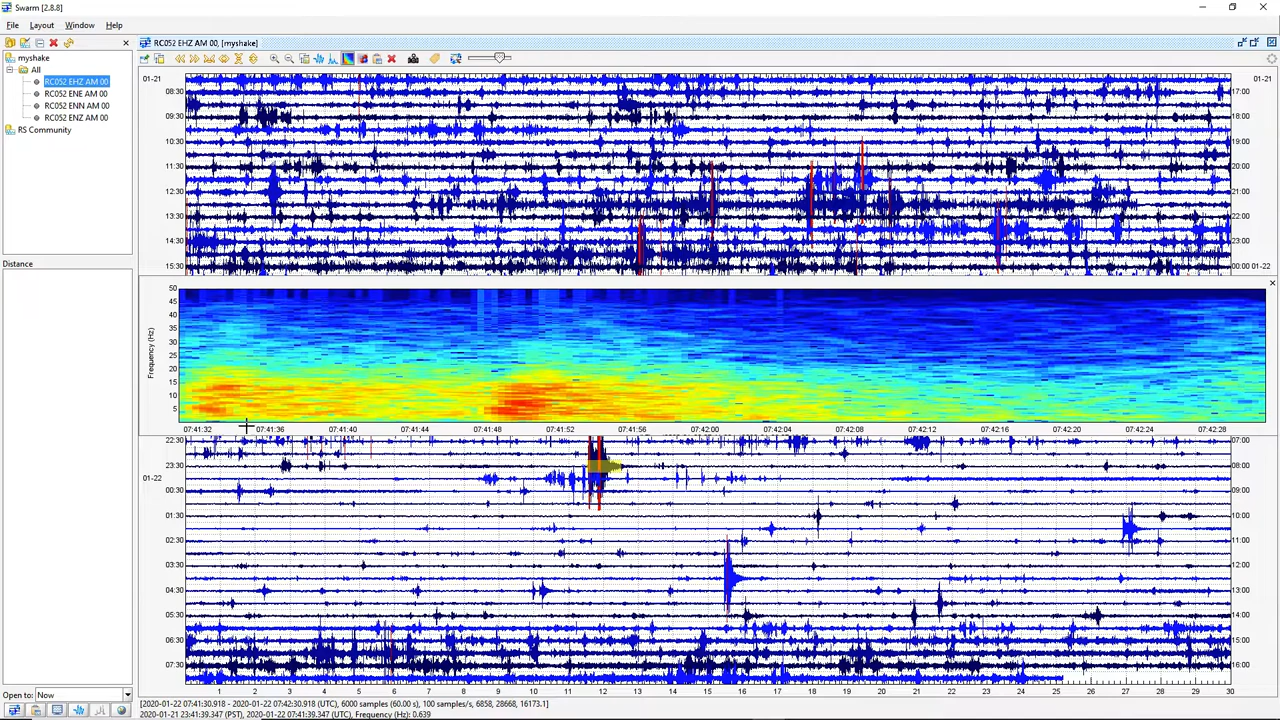 Swarm [2.8.8]
File Layout Window Help
RC052 EHZ AM 00, [myshake]
myshake
All
RC052 EHZ AM 00
RC052 ENE AM 00
RC052 ENN AM 00
RC052 ENZ AM 00
RS Community
Distance
01-21 01-21
08:30 17:00
09:30 18:00
10:30 19:00
11:30 20:00
12:30 21:00
13:30 22:00
14:30 23:00
15:30 00:00 01-22
50
45
40
35
30
25
20
15
10
5
Frequency (Hz)
07:41:32 07:41:36 07:41:40 07:41:44 07:41:48 07:41:52 07:41:56 07:42:00 07:42:04 07:42:08 07:42:12 07:42:16 07:42:20 07:42:24 07:42:28
22:30 07:00
23:30 08:00
01-22
00:30 09:00
01:30 10:00
02:30 11:00
03:30 12:00
04:30 13:00
05:30 14:00
06:30 15:00
07:30 16:00
1 2 3 4 5 6 7 8 9 10 11 12 13 14 15 16 17 18 19 20 21 22 23 24 25 26 27 28 29 30
Open to: Now
[2020-01-22 07:41:30.918 - 2020-01-22 07:42:30.918 (UTC), 6000 samples (60.00 s), 100 samples/s, 6858, 28668, 16173.1]
2020-01-21 23:41:39.347 (PST), 2020-01-22 07:41:39.347 (UTC), Frequency (Hz): 0.639